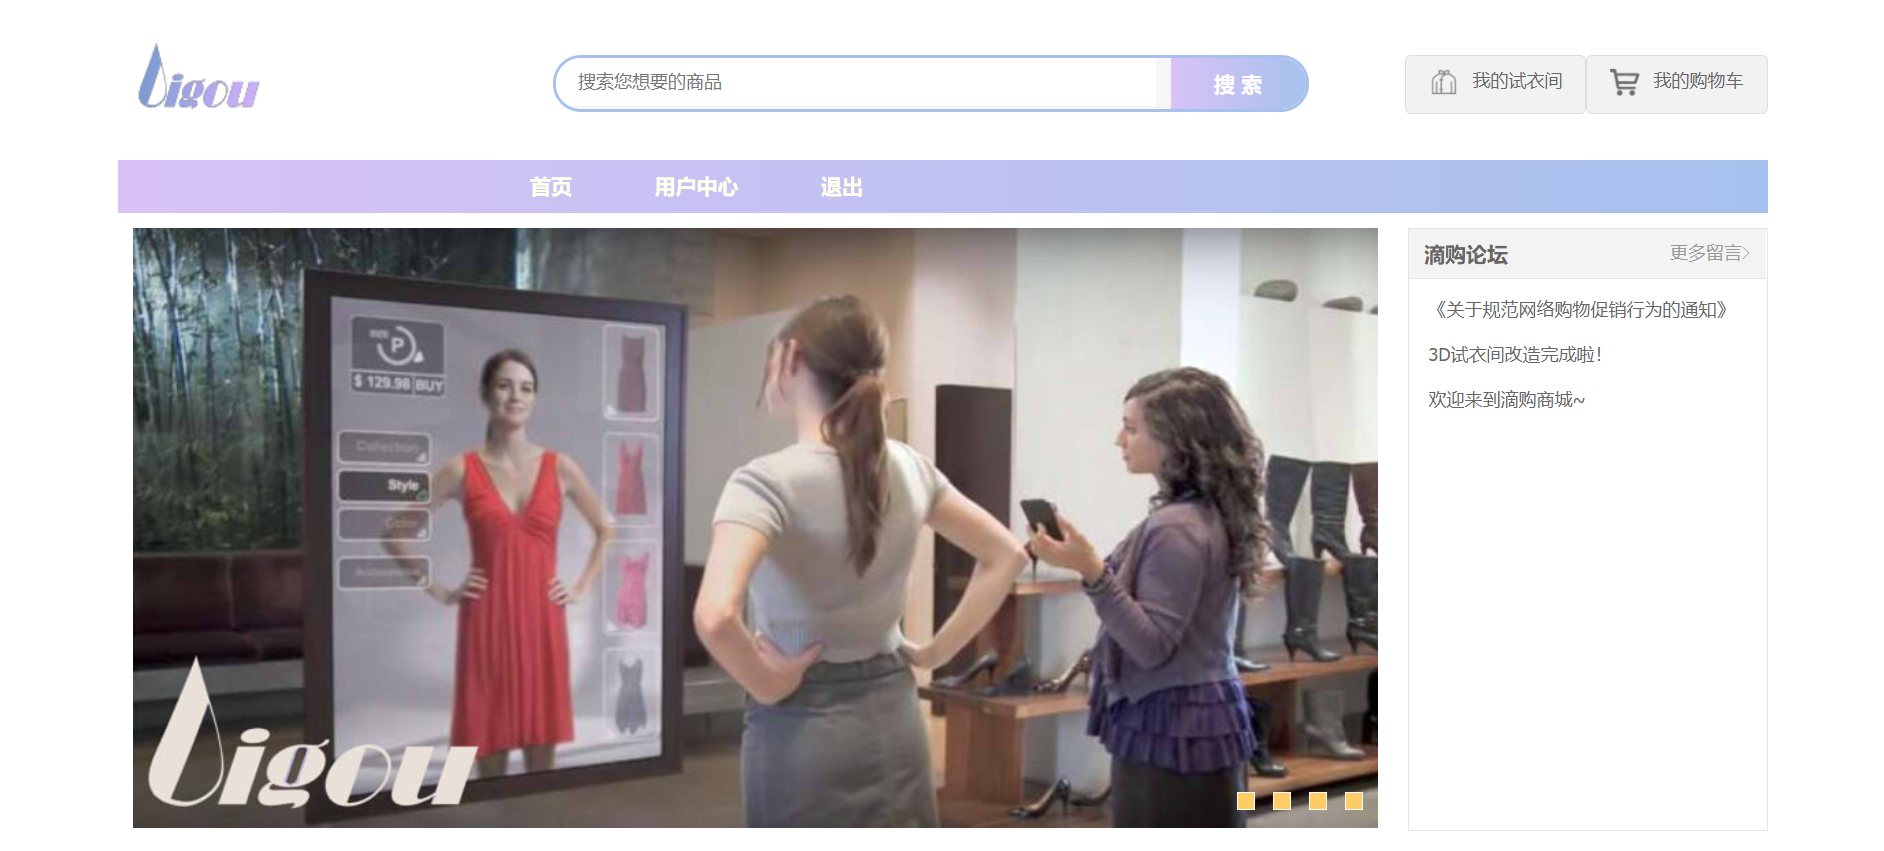 Digou
搜索您想要的商品
搜 索
我的试衣间
我的购物车
首页
用户中心
退出
P
$ 129.98 BUY
Collection
Style
Color
Digou
滴购论坛
更多留言>
《关于规范网络购物促销行为的通知》
3D试衣间改造完成啦！
欢迎来到滴购商城~